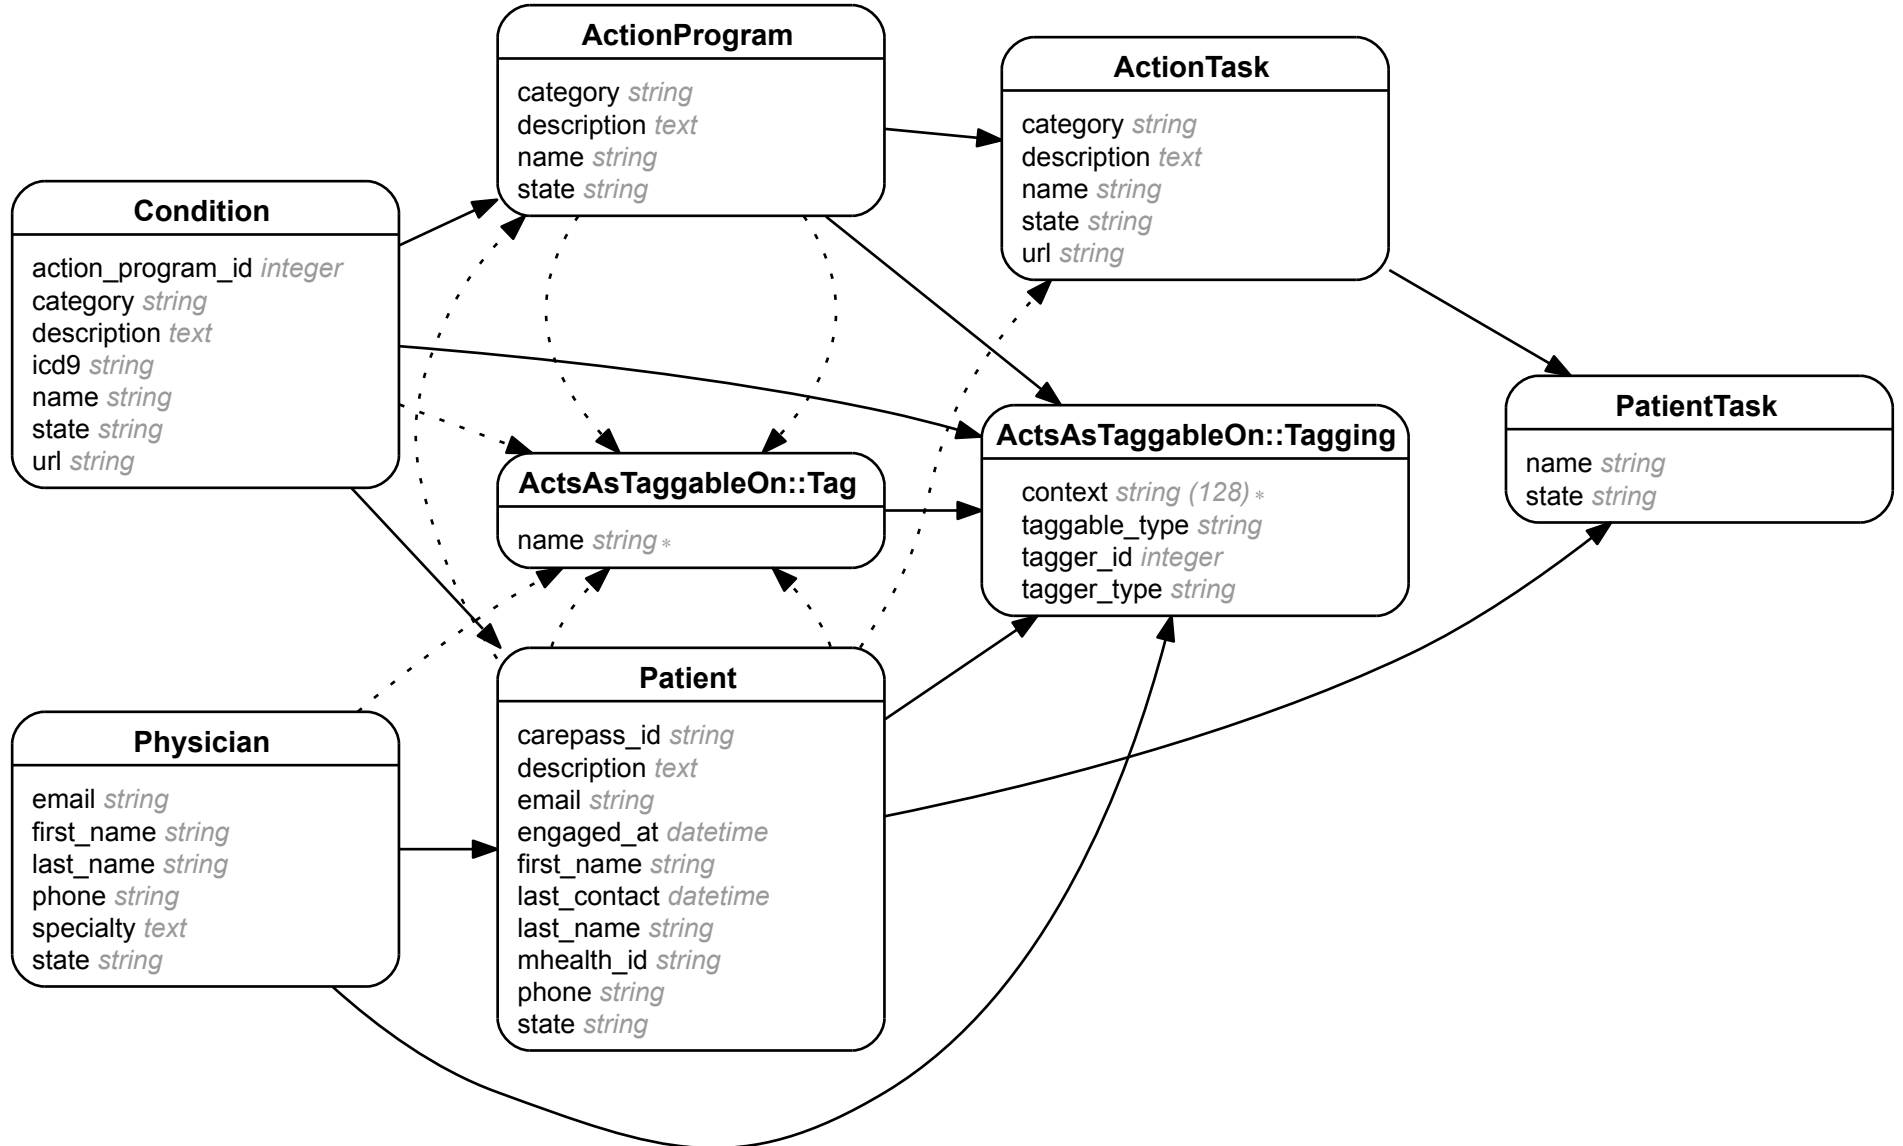 ActionProgram
category string
description text
name string
state string
ActionTask
category string
description text
name string
state string
url string
Condition
action_program_id integer
category string
description text
icd9 string
name string
state string
url string
ActsAsTaggableOn::Tag
name string *
ActsAsTaggableOn::Tagging
context string (128) *
taggable_type string
tagger_id integer
tagger_type string
PatientTask
name string
state string
Patient
carepass_id string
description text
email string
engaged_at datetime
first_name string
last_contact datetime
last_name string
mhealth_id string
phone string
state string
Physician
email string
first_name string
last_name string
phone string
specialty text
state string